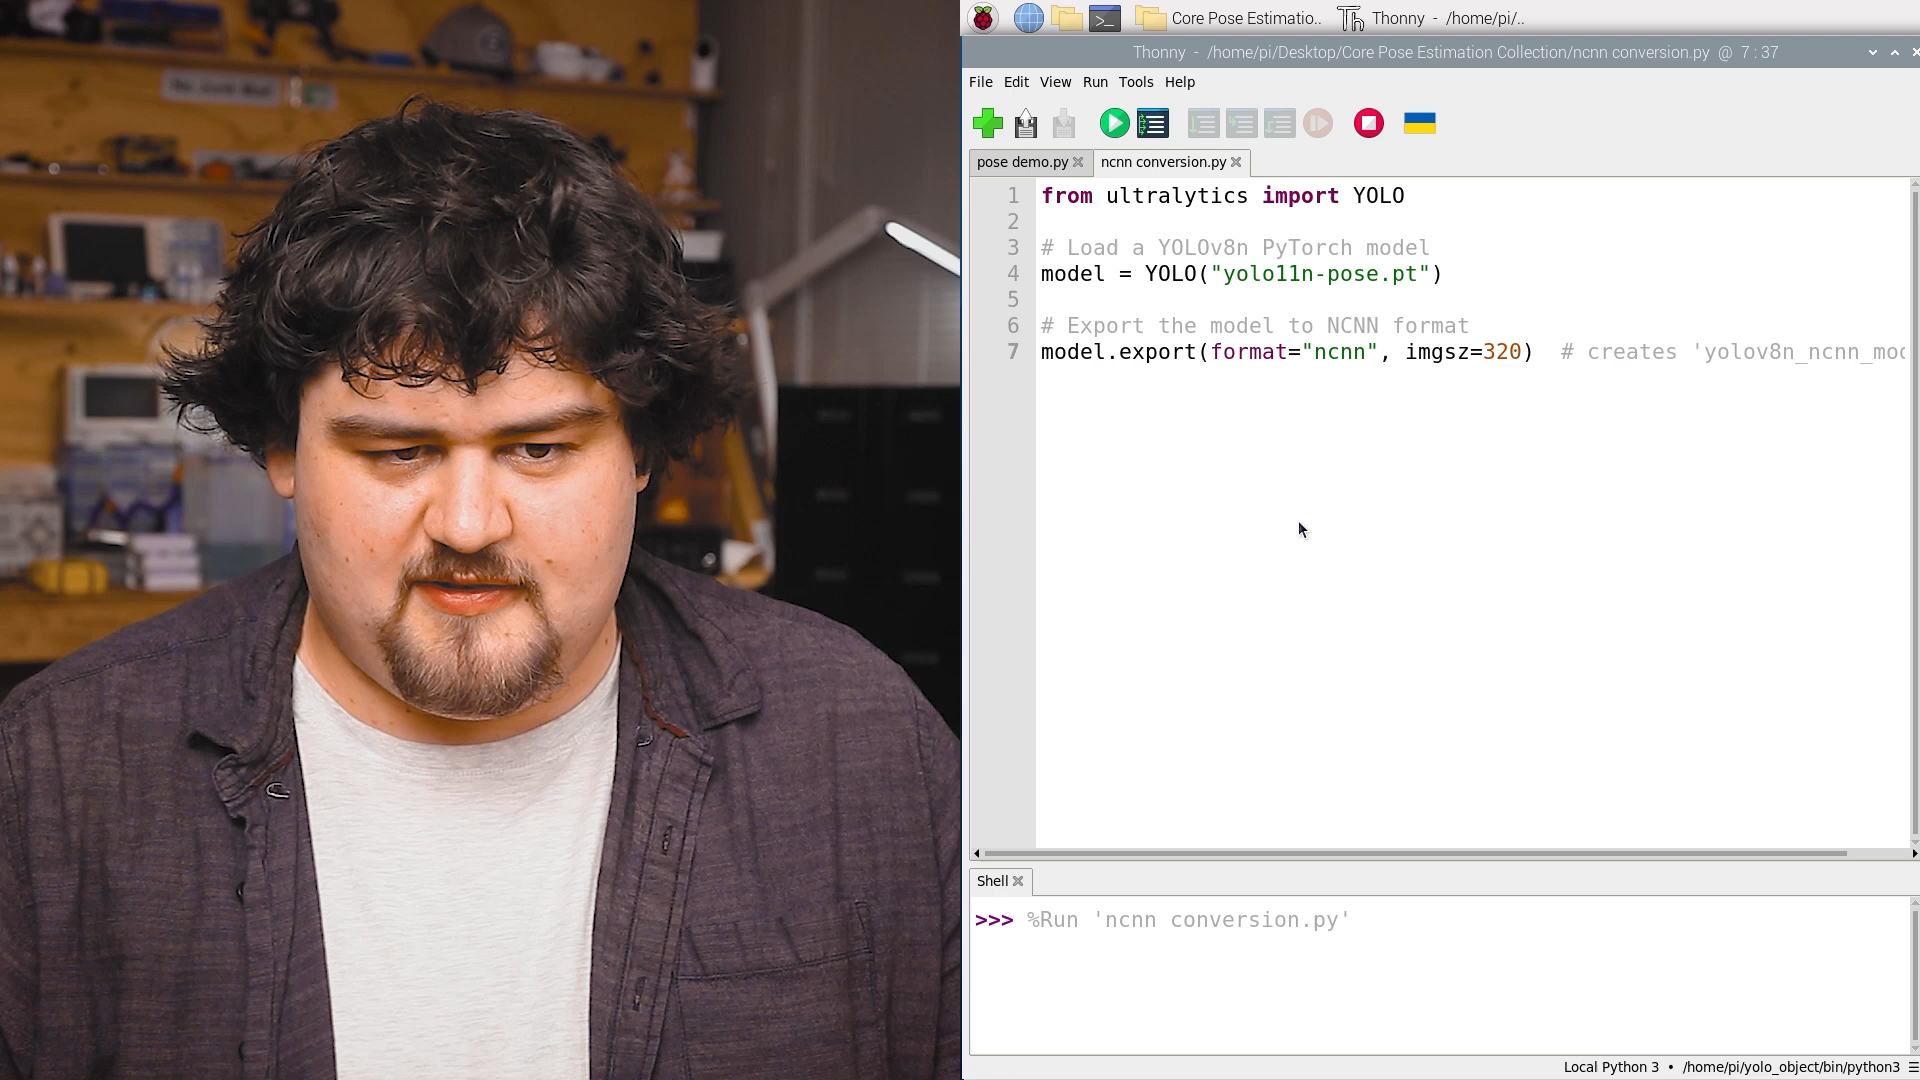 Core Pose Estimatio..
Thonny - /home/pi/..
Thonny - /home/pi/Desktop/Core Pose Estimation Collection/ncnn conversion.py @ 7 : 37
File Edit View Run Tools Help
pose demo.py
ncnn conversion.py
1 from ultralytics import YOLO
2
3 # Load a YOLOv8n PyTorch model
4 model = YOLO("yolo11n-pose.pt")
5
6 # Export the model to NCNN format
7 model.export(format="ncnn", imgsz=320) # creates 'yolov8n_ncnn_mod
Shell
>>> %Run 'ncnn conversion.py'
Local Python 3 • /home/pi/yolo_object/bin/python3